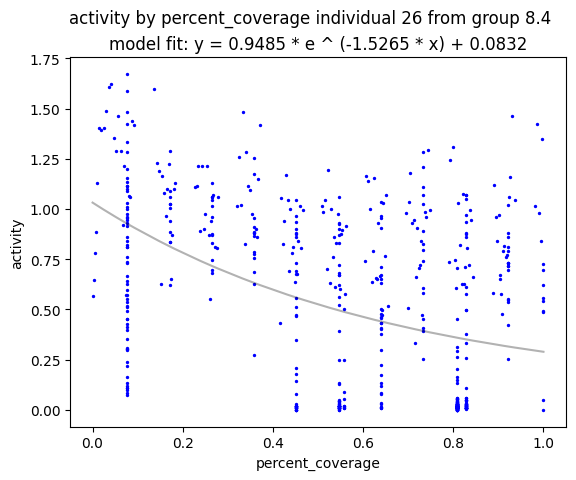 activity by percent_coverage individual 26 from group 8.4
model fit: y = 0.9485 * e ^ (-1.5265 * x) + 0.0832
1.75
1.50
1.25
1.00
0.75
0.50
0.25
0.00
activity
0.0 0.2 0.4 0.6 0.8 1.0
percent_coverage